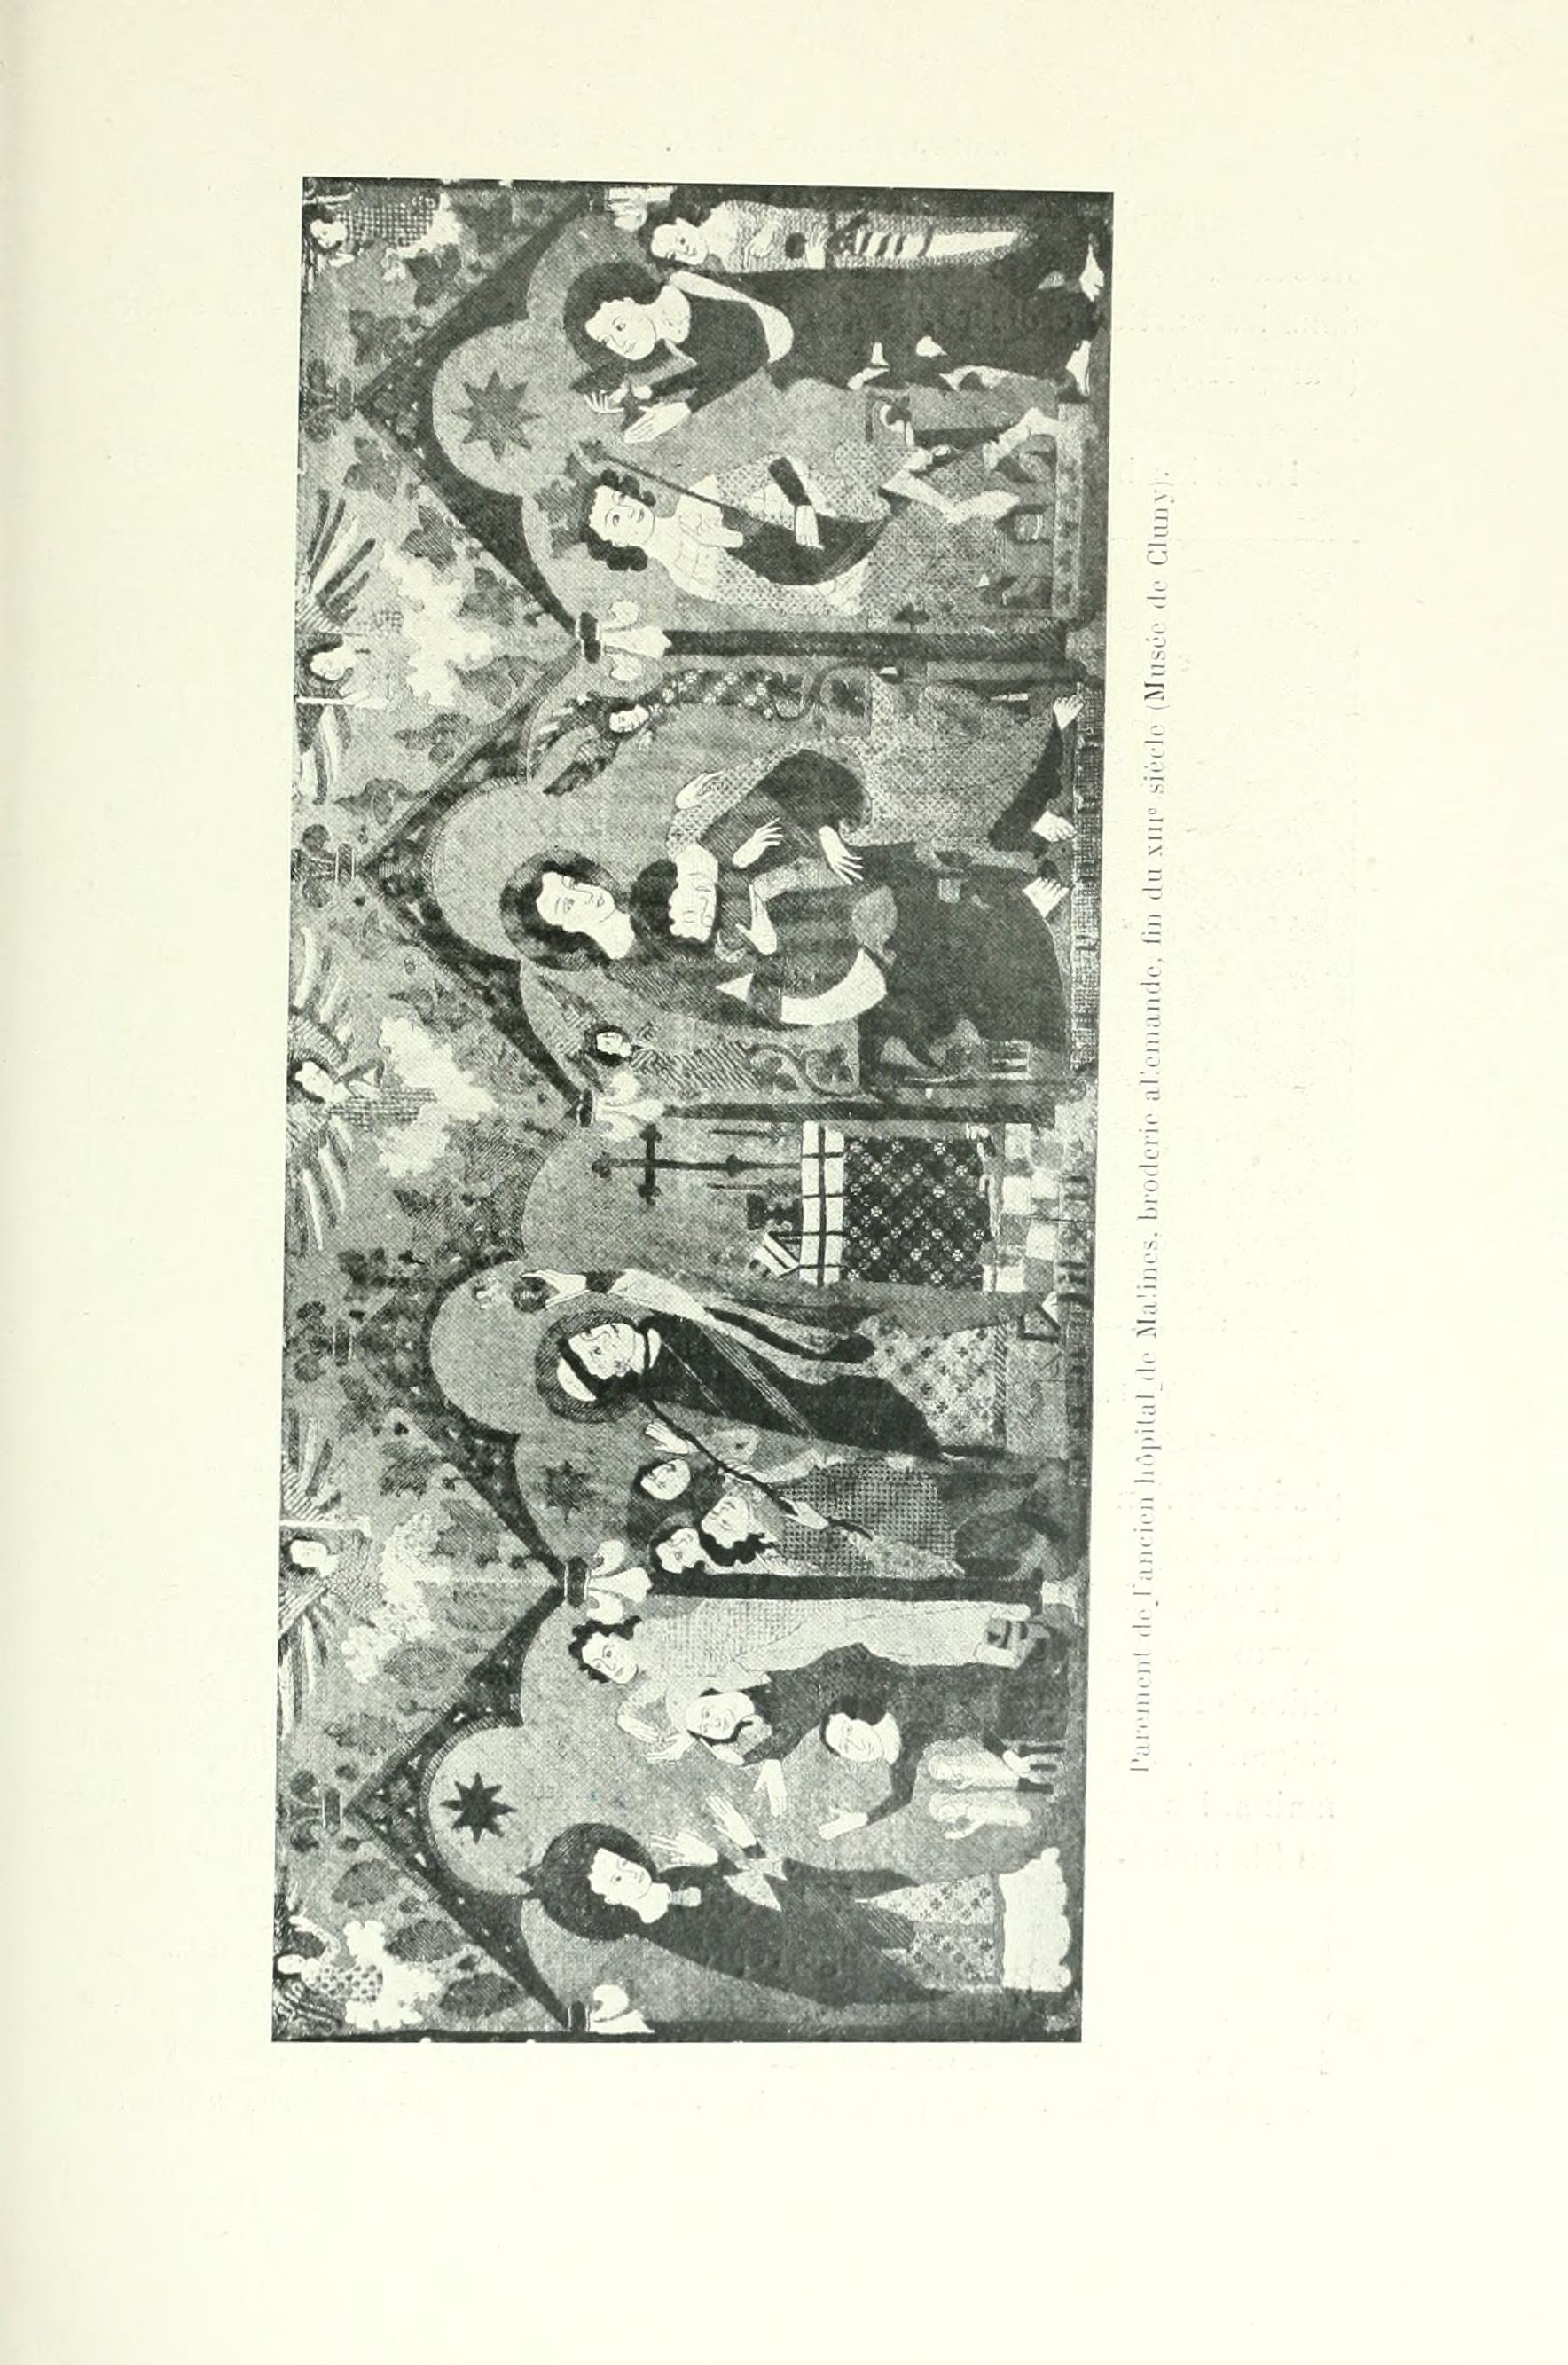 Parement de l'ancien hôpital de Malines, broderie allemande, fin du XIIIe siècle (Musée de Cluny).